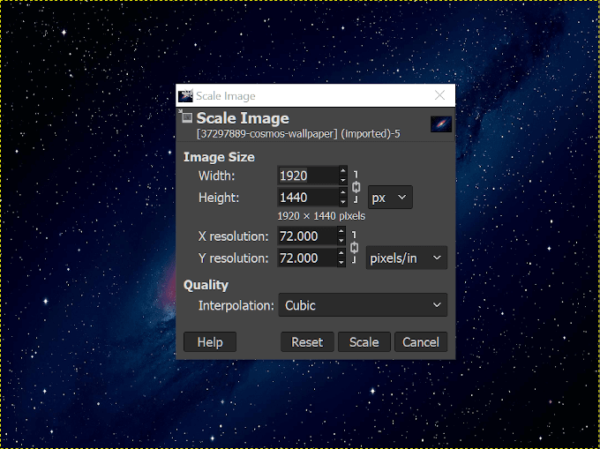 Scale Image
Scale Image
[37297889-cosmos-wallpaper] (imported)-5
Image Size
Width: 1920
Height: 1440 px
1920 × 1440 pixels
X resolution: 72.000
Y resolution: 72.000 pixels/in
Quality
Interpolation: Cubic
Help Reset Scale Cancel